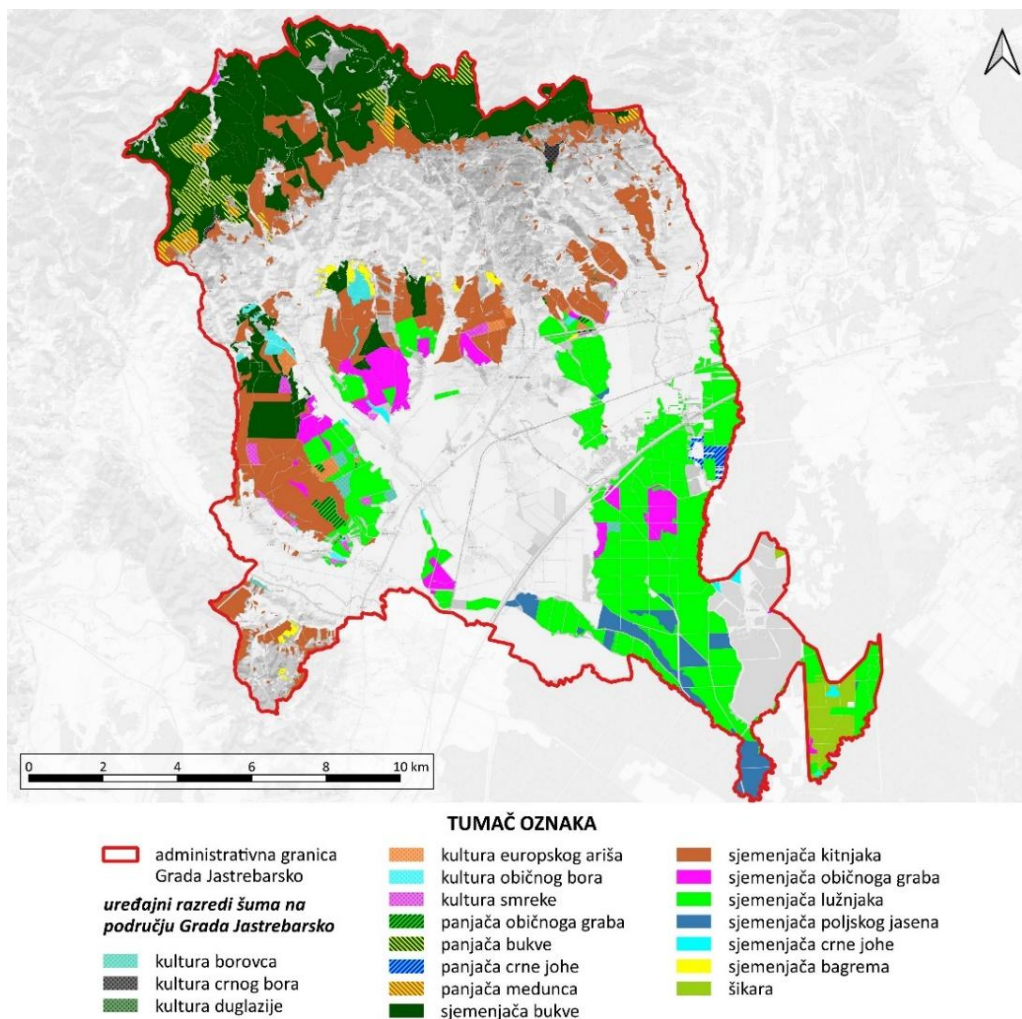 0 2 4 6 8 10 km
TUMAČ OZNAKA
administrativna granica
Grada Jastrebarsko
uređajni razredi šuma na
području Grada Jastrebarsko
kultura borovca
kultura crnog bora
kultura duglazije
kultura europskog ariša
kultura običnog bora
kultura smreke
panjača običnoga graba
panjača bukve
panjača crne johe
panjača medunca
sjemenjača bukve
sjemenjača kitnjaka
sjemenjača običnoga graba
sjemenjača lužnjaka
sjemenjača poljskog jasena
sjemenjača crne johe
sjemenjača bagrema
šikara